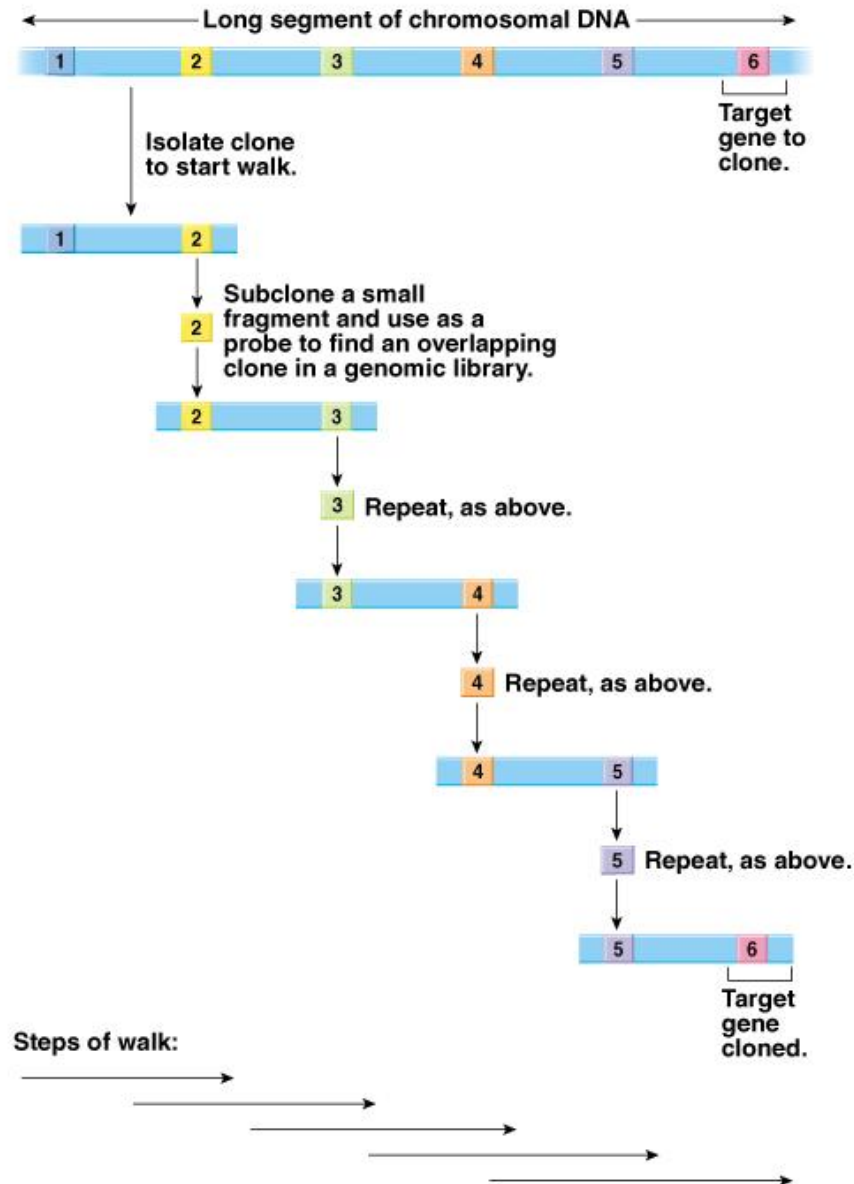 Long segment of chromosomal DNA
1 2 3 4 5 6
Target
gene to
clone.
Isolate clone
to start walk.
1 2
Subclone a small
fragment and use as a
probe to find an overlapping
clone in a genomic library.
2
2 3
3 Repeat, as above.
3 4
4 Repeat, as above.
4 5
5 Repeat, as above.
5 6
Target
gene
cloned.
Steps of walk: